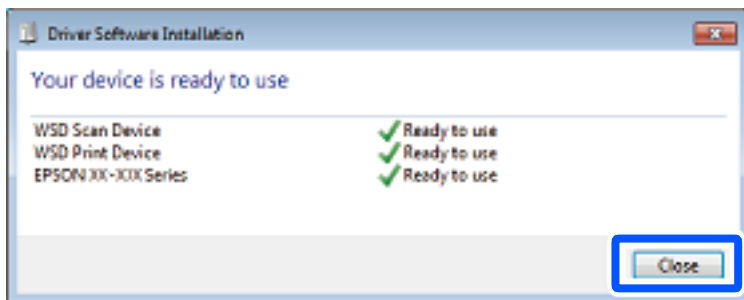 Driver Software Installation
Your device is ready to use
WSD Scan Device Ready to use
WSD Print Device Ready to use
EPSON XX-XXX Series Ready to use
Close